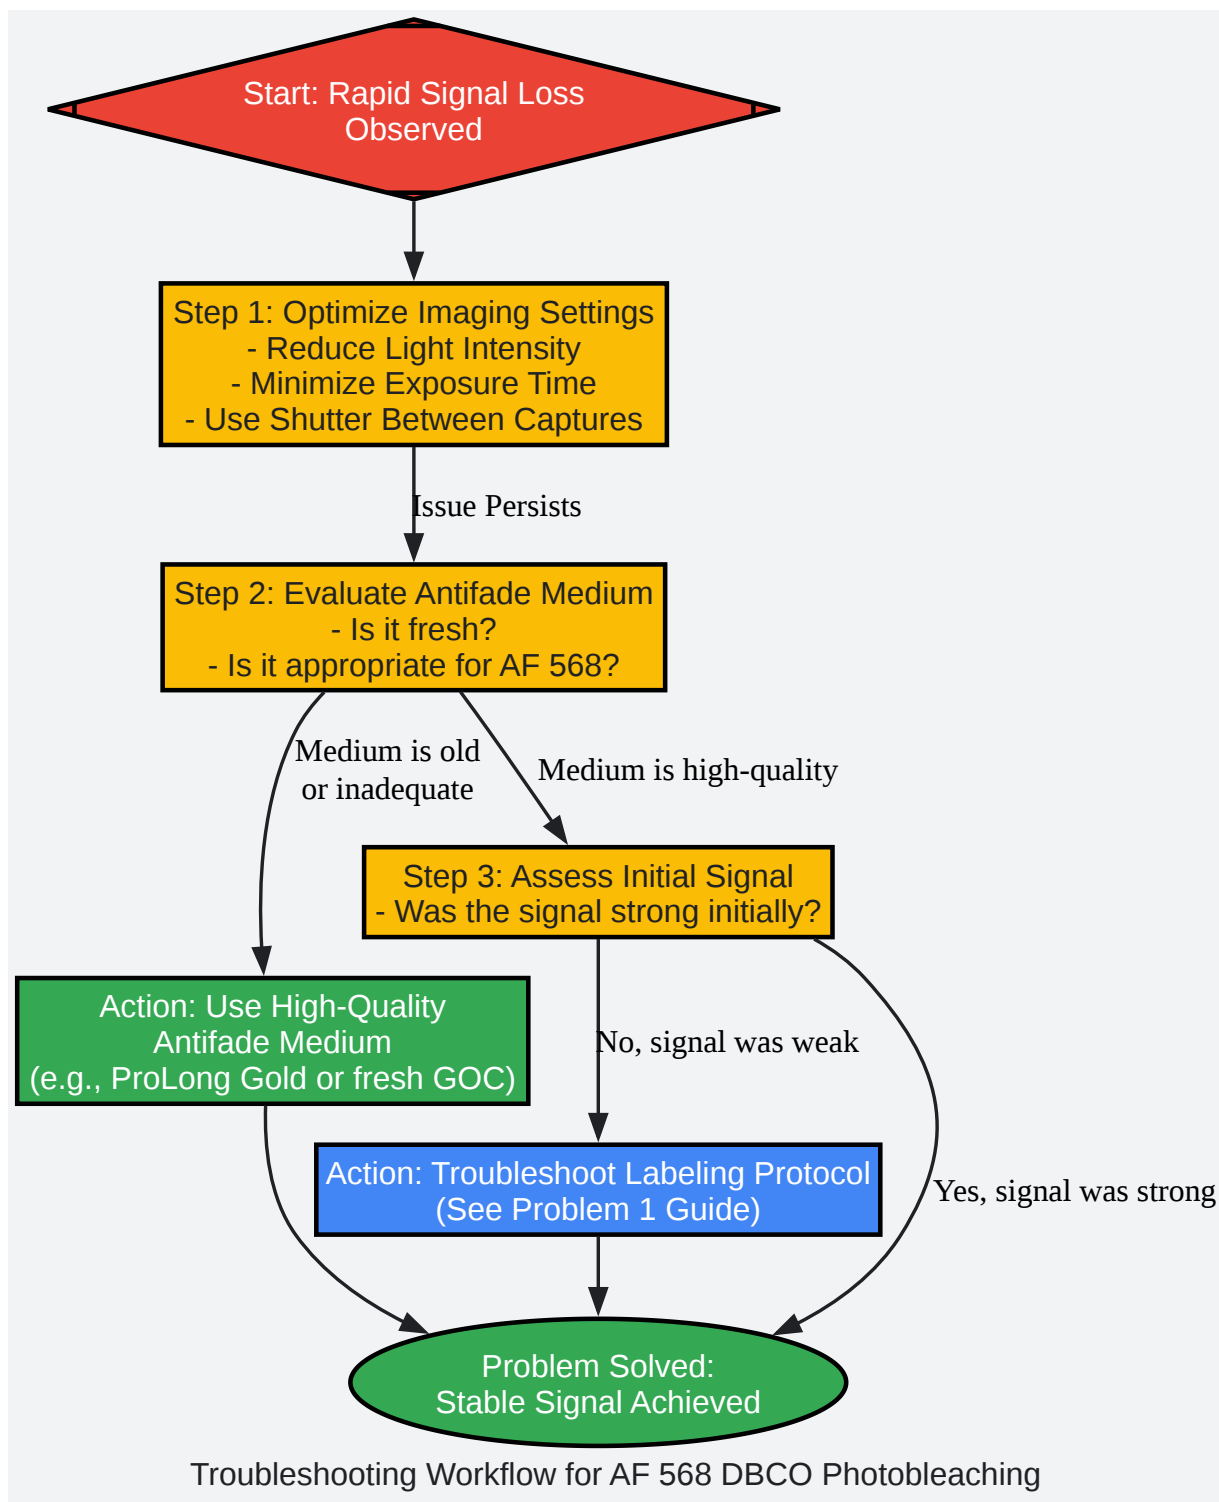 Start: Rapid Signal Loss
Observed
Step 1: Optimize Imaging Settings
- Reduce Light Intensity
- Minimize Exposure Time
- Use Shutter Between Captures
Issue Persists
Step 2: Evaluate Antifade Medium
- Is it fresh?
- Is it appropriate for AF 568?
Medium is old
or inadequate
Medium is high-quality
Step 3: Assess Initial Signal
- Was the signal strong initially?
Action: Use High-Quality
Antifade Medium
(e.g., ProLong Gold or fresh GOC)
No, signal was weak
Action: Troubleshoot Labeling Protocol
(See Problem 1 Guide)
Yes, signal was strong
Problem Solved:
Stable Signal Achieved
Troubleshooting Workflow for AF 568 DBCO Photobleaching